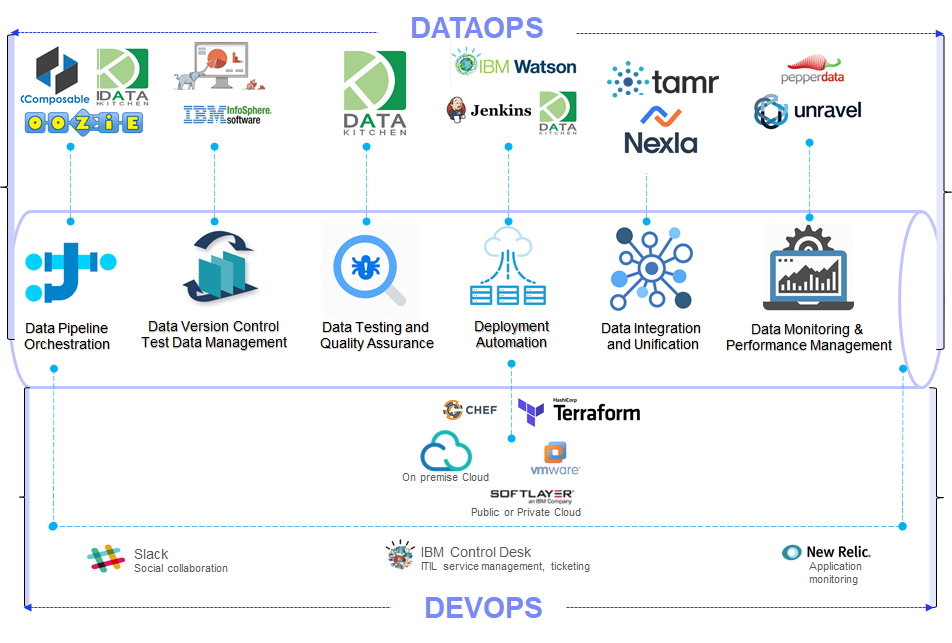 DATAOPS
Composable
DATA
KITCHEN
OOZiE
IBM InfoSphere.
software
DATA
KITCHEN
IBM Watson
Jenkins
DATA
KITCHEN
tamr
Nexla
pepperdata
unravel
Data Pipeline
Orchestration
Data Version Control
Test Data Management
Data Testing and
Quality Assurance
Deployment
Automation
Data Integration
and Unification
Data Monitoring &
Performance Management
CHEF
HashiCorp
Terraform
On premise Cloud
vmware
SOFTLAYER
an IBM Company
Public or Private Cloud
Slack
Social collaboration
IBM Control Desk
ITIL service management, ticketing
New Relic.
Application
monitoring
DEVOPS